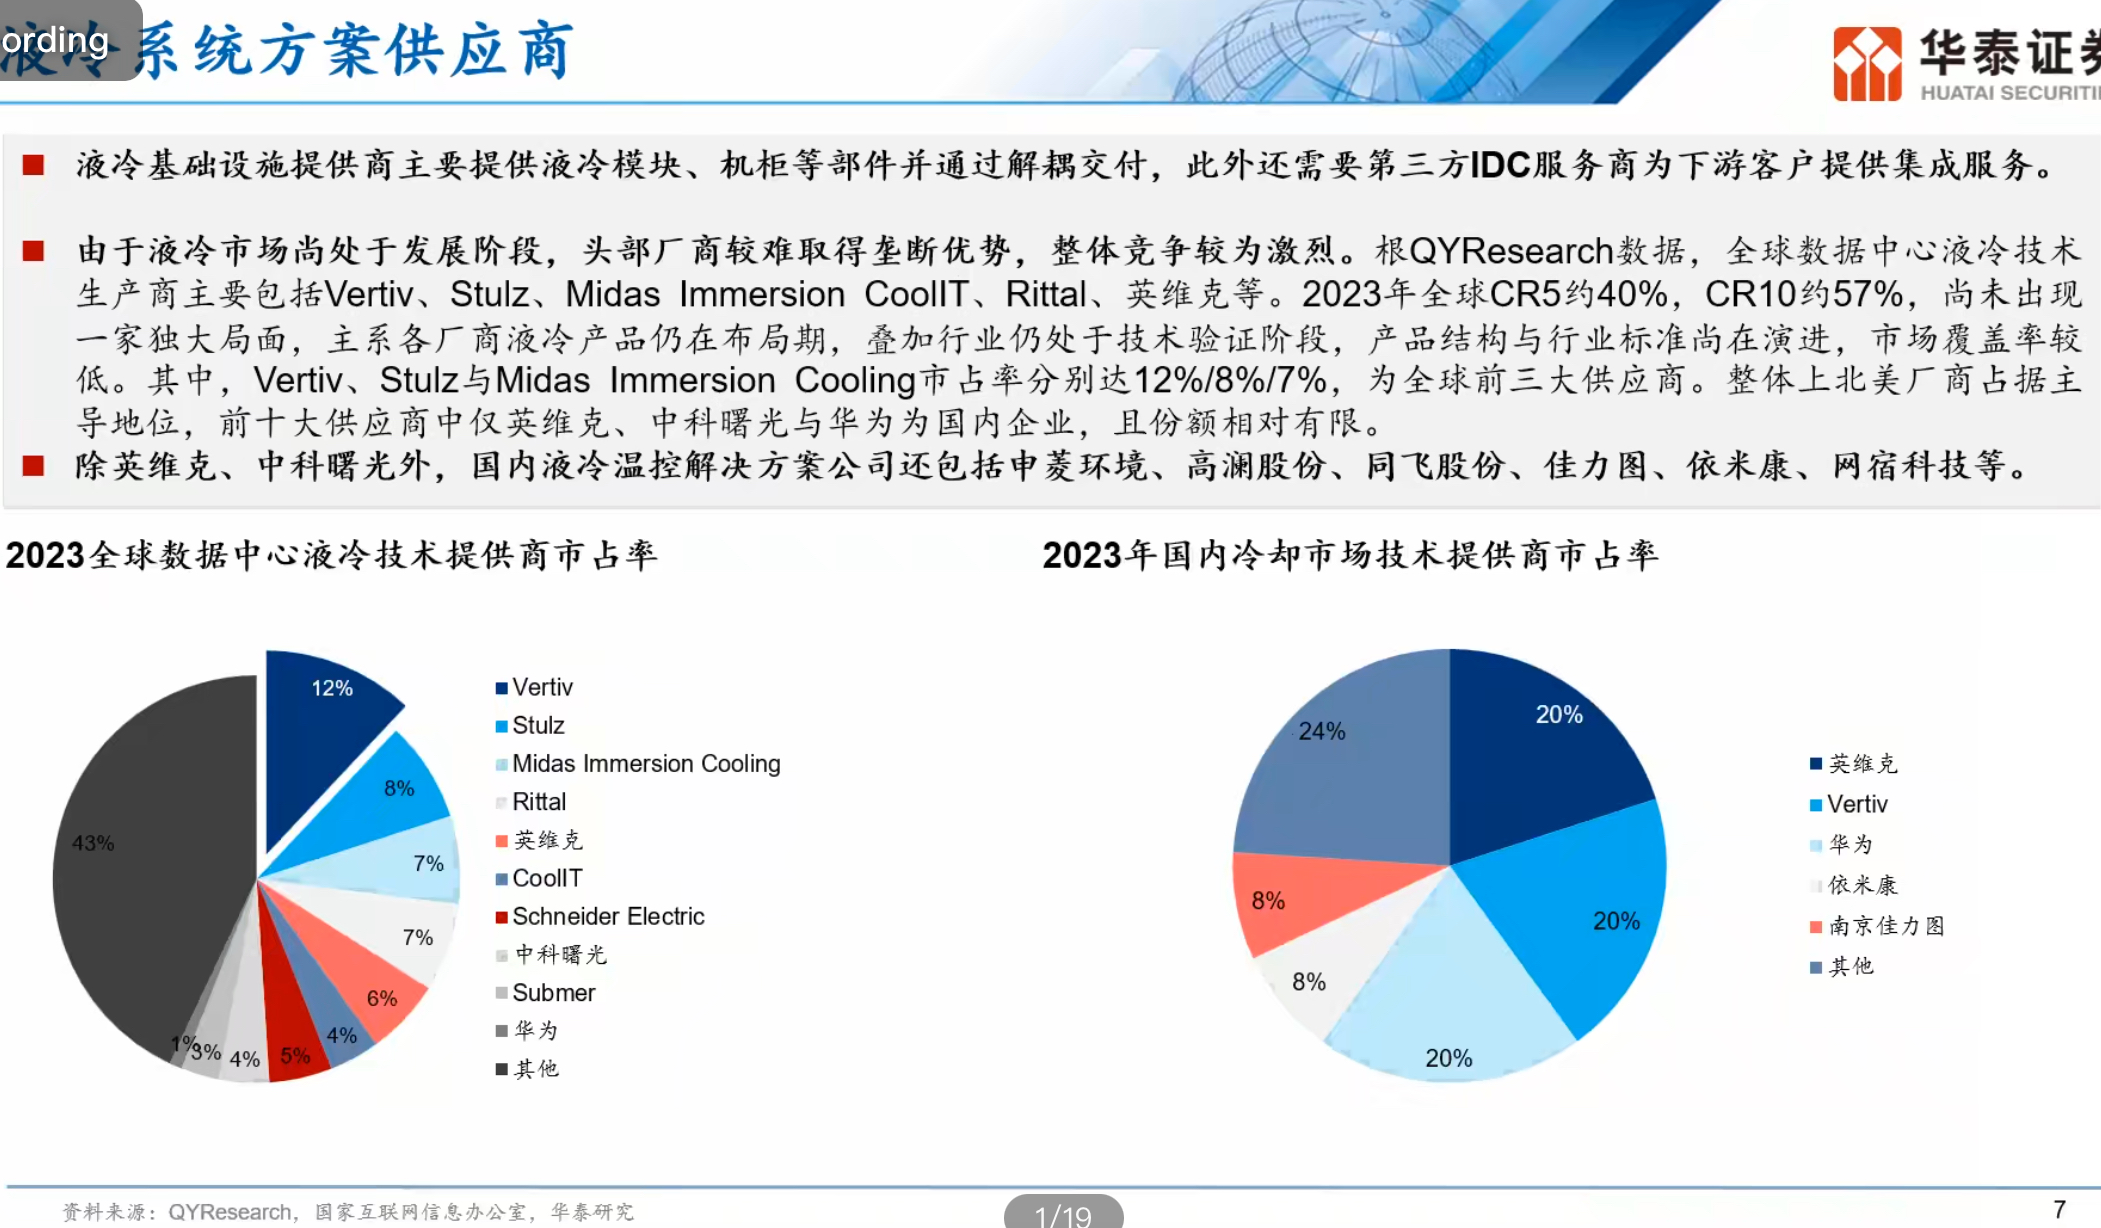 ording
液冷系统方案供应商
华泰证券
HUATAI SECURITI
液冷基础设施提供商主要提供液冷模块、机柜等部件并通过解耦交付，此外还需要第三方IDC服务商为下游客户提供集成服务。
由于液冷市场尚处于发展阶段，头部厂商较难取得垄断优势，整体竞争较为激烈。根QYResearch数据，全球数据中心液冷技术
生产商主要包括Vertiv、Stulz、Midas Immersion CoolIT、Rittal、英维克等。2023年全球CR5约40%，CR10约57%，尚未出现
一家独大局面，主系各厂商液冷产品仍在布局期，叠加行业仍处于技术验证阶段，产品结构与行业标准尚在演进，市场覆盖率较
低。其中，Vertiv、Stulz与Midas Immersion Cooling市占率分别达12%/8%/7%，为全球前三大供应商。整体上北美厂商占据主
导地位，前十大供应商中仅英维克、中科曙光与华为为国内企业，且份额相对有限。
除英维克、中科曙光外，国内液冷温控解决方案公司还包括申菱环境、高澜股份、同飞股份、佳力图、依米康、网宿科技等。
2023全球数据中心液冷技术提供商市占率
12%
8%
7%
7%
6%
4%
5%
4%
3%
1%
43%
Vertiv
Stulz
Midas Immersion Cooling
Rittal
英维克
CoolIT
Schneider Electric
中科曙光
Submer
华为
其他
2023年国内冷却市场技术提供商市占率
20%
20%
20%
8%
8%
24%
英维克
Vertiv
华为
依米康
南京佳力图
其他
资料来源：QYResearch，国家互联网信息办公室，华泰研究
1/19
7